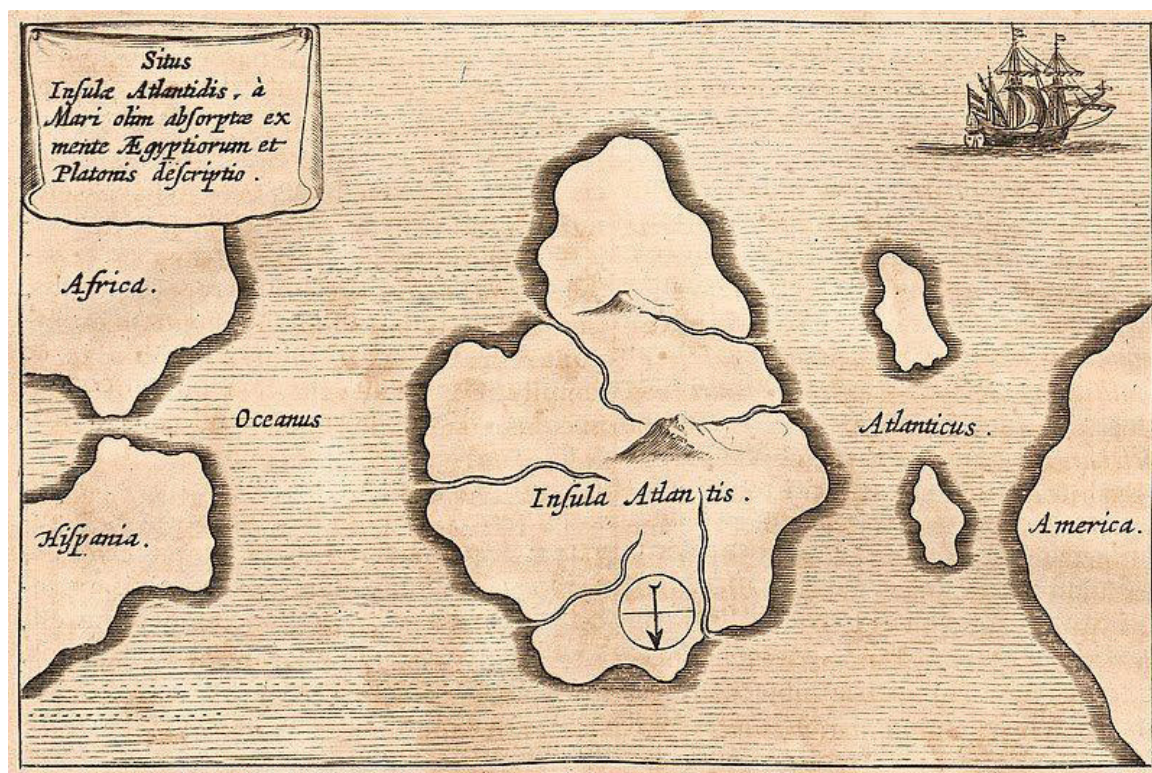 Situs
Inſulæ Atlantidis, à
Mari olim abſorptæ ex
mente Ægyptiorum et
Platonis deſcriptio.
Africa.
Oceanus
Atlanticus.
Inſula Atlantis.
Hiſpania.
America.